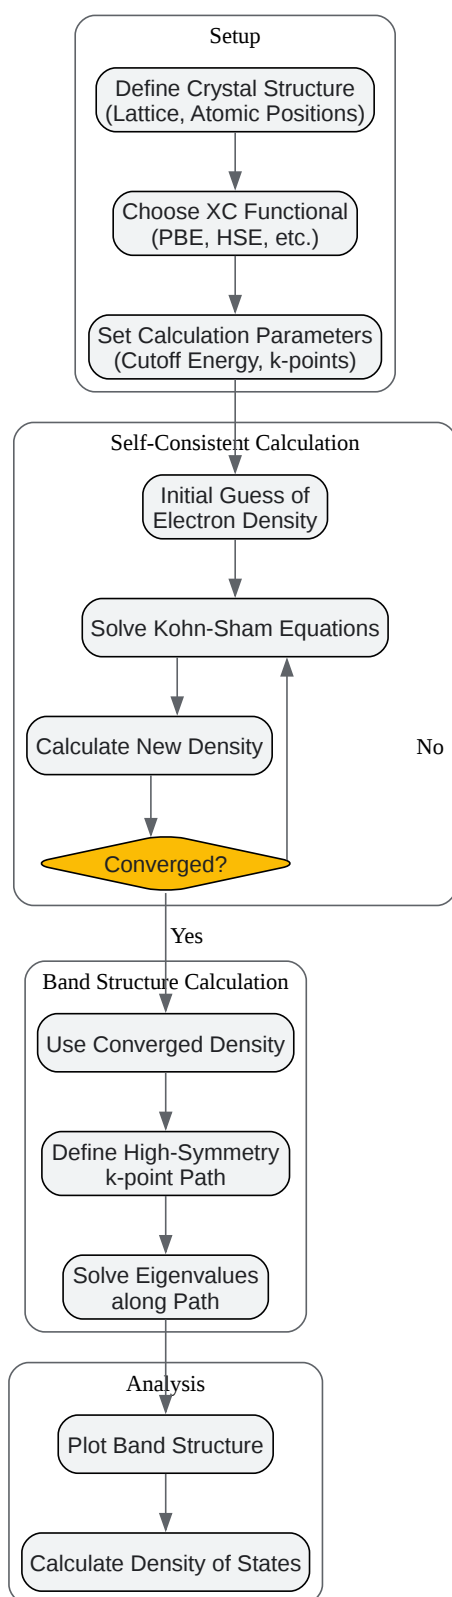 Setup
Define Crystal Structure
(Lattice, Atomic Positions)
Choose XC Functional
(PBE, HSE, etc.)
Set Calculation Parameters
(Cutoff Energy, k-points)
Self-Consistent Calculation
Initial Guess of
Electron Density
Solve Kohn-Sham Equations
Calculate New Density
No
Converged?
Yes
Band Structure Calculation
Use Converged Density
Define High-Symmetry
k-point Path
Solve Eigenvalues
along Path
Analysis
Plot Band Structure
Calculate Density of States